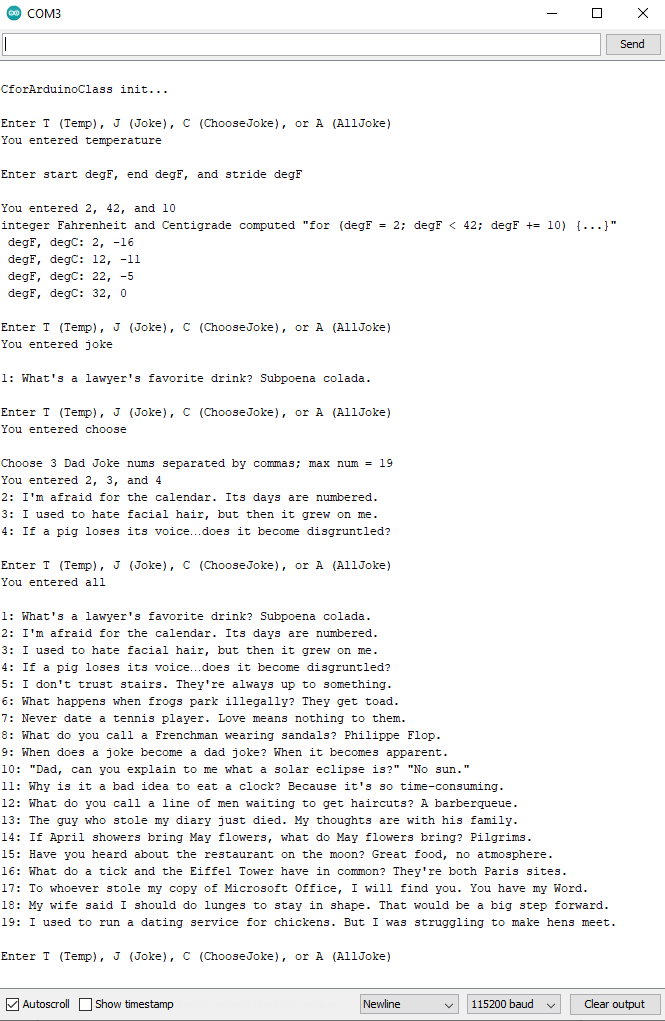 COM3
Send
CforArduinoClass init...
Enter T (Temp), J (Joke), C (ChooseJoke), or A (AllJoke)
You entered temperature
Enter start degF, end degF, and stride degF
You entered 2, 42, and 10
integer Fahrenheit and Centigrade computed "for (degF = 2; degF < 42; degF += 10) {...}"
degF, degC: 2, -16
degF, degC: 12, -11
degF, degC: 22, -5
degF, degC: 32, 0
Enter T (Temp), J (Joke), C (ChooseJoke), or A (AllJoke)
You entered joke
1: What's a lawyer's favorite drink? Subpoena colada.
Enter T (Temp), J (Joke), C (ChooseJoke), or A (AllJoke)
You entered choose
Choose 3 Dad Joke nums separated by commas; max num = 19
You entered 2, 3, and 4
2: I'm afraid for the calendar. Its days are numbered.
3: I used to hate facial hair, but then it grew on me.
4: If a pig loses its voice…does it become disgruntled?
Enter T (Temp), J (Joke), C (ChooseJoke), or A (AllJoke)
You entered all
1: What's a lawyer's favorite drink? Subpoena colada.
2: I'm afraid for the calendar. Its days are numbered.
3: I used to hate facial hair, but then it grew on me.
4: If a pig loses its voice…does it become disgruntled?
5: I don't trust stairs. They're always up to something.
6: What happens when frogs park illegally? They get toad.
7: Never date a tennis player. Love means nothing to them.
8: What do you call a Frenchman wearing sandals? Philippe Flop.
9: When does a joke become a dad joke? When it becomes apparent.
10: "Dad, can you explain to me what a solar eclipse is?" "No sun."
11: Why is it a bad idea to eat a clock? Because it's so time-consuming.
12: What do you call a line of men waiting to get haircuts? A barberqueue.
13: The guy who stole my diary just died. My thoughts are with his family.
14: If April showers bring May flowers, what do May flowers bring? Pilgrims.
15: Have you heard about the restaurant on the moon? Great food, no atmosphere.
16: What do a tick and the Eiffel Tower have in common? They're both Paris sites.
17: To whoever stole my copy of Microsoft Office, I will find you. You have my Word.
18: My wife said I should do lunges to stay in shape. That would be a big step forward.
19: I used to run a dating service for chickens. But I was struggling to make hens meet.
Enter T (Temp), J (Joke), C (ChooseJoke), or A (AllJoke)
Autoscroll Show timestamp Newline 115200 baud Clear output